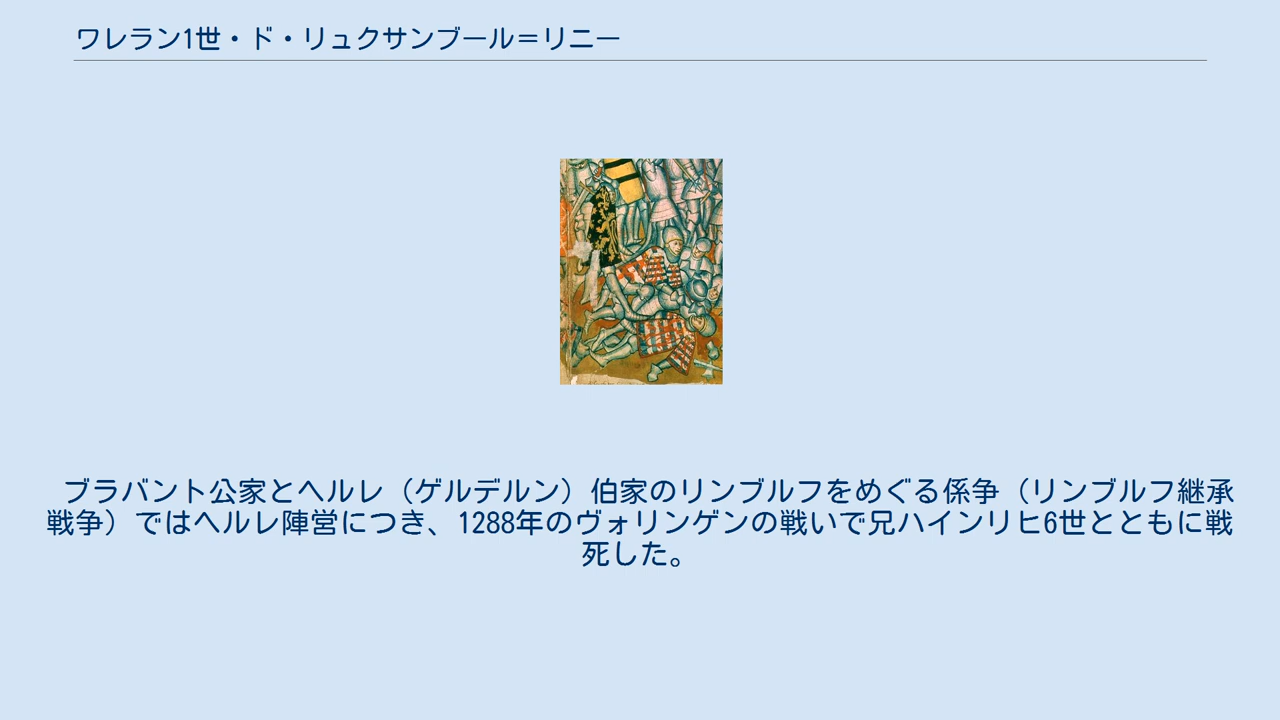 ワレラン1世・ド・リュクサンブール＝リニー
ブラバント公家とヘルレ（ゲルデルン）伯家のリンブルフをめぐる係争（リンブルフ継承
戦争）ではヘルレ陣営につき、1288年のヴォリンゲンの戦いで兄ハインリヒ6世とともに戦
死した。